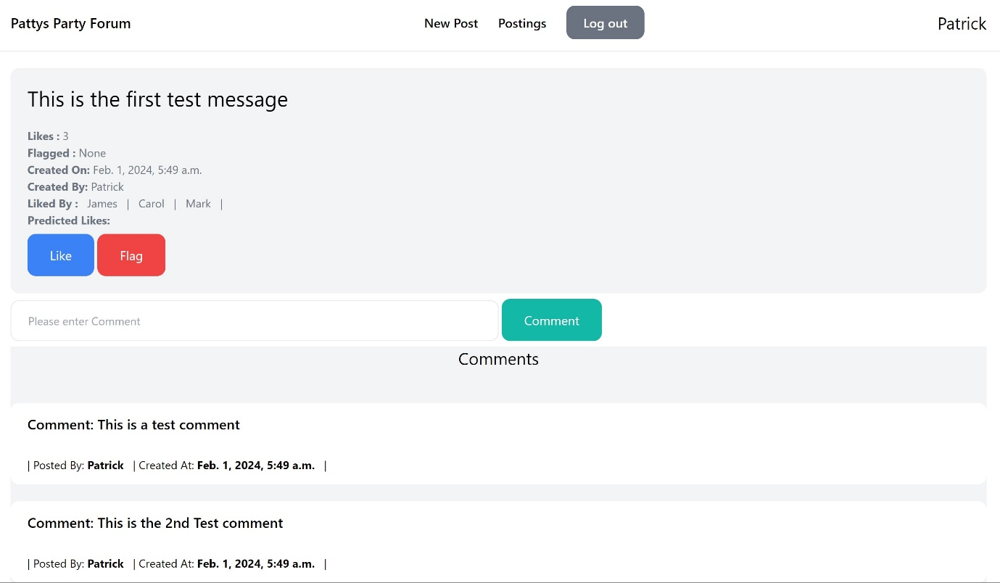 Pattys Party Forum New Post Postings Log out Patrick
This is the first test message
Likes : 3
Flagged : None
Created On: Feb. 1, 2024, 5:49 a.m.
Created By: Patrick
Liked By : James | Carol | Mark |
Predicted Likes:
Like Flag
Please enter Comment Comment
Comments
Comment: This is a test comment
| Posted By: Patrick | Created At: Feb. 1, 2024, 5:49 a.m. |
Comment: This is the 2nd Test comment
| Posted By: Patrick | Created At: Feb. 1, 2024, 5:49 a.m. |